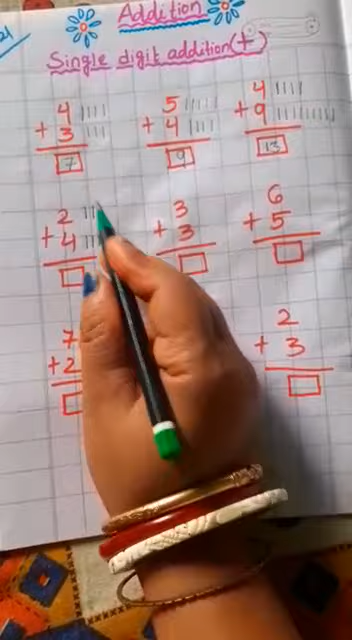 21
Addition
Single digit addition(+)
4 5 4
+ 3 + 4 + 9
7 9 13
2 3 6
+ 4 + 3 + 5
7 2
+ 2 + 3